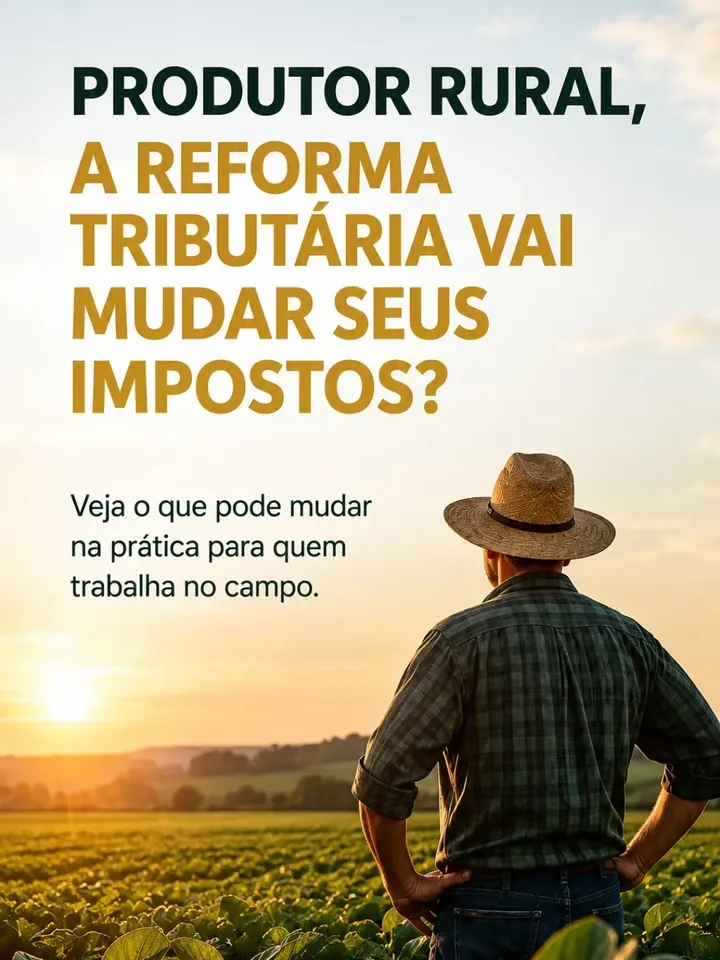 PRODUTOR RURAL,
A REFORMA
TRIBUTÁRIA VAI
MUDAR SEUS
IMPOSTOS?
Veja o que pode mudar
na prática para quem
trabalha no campo.